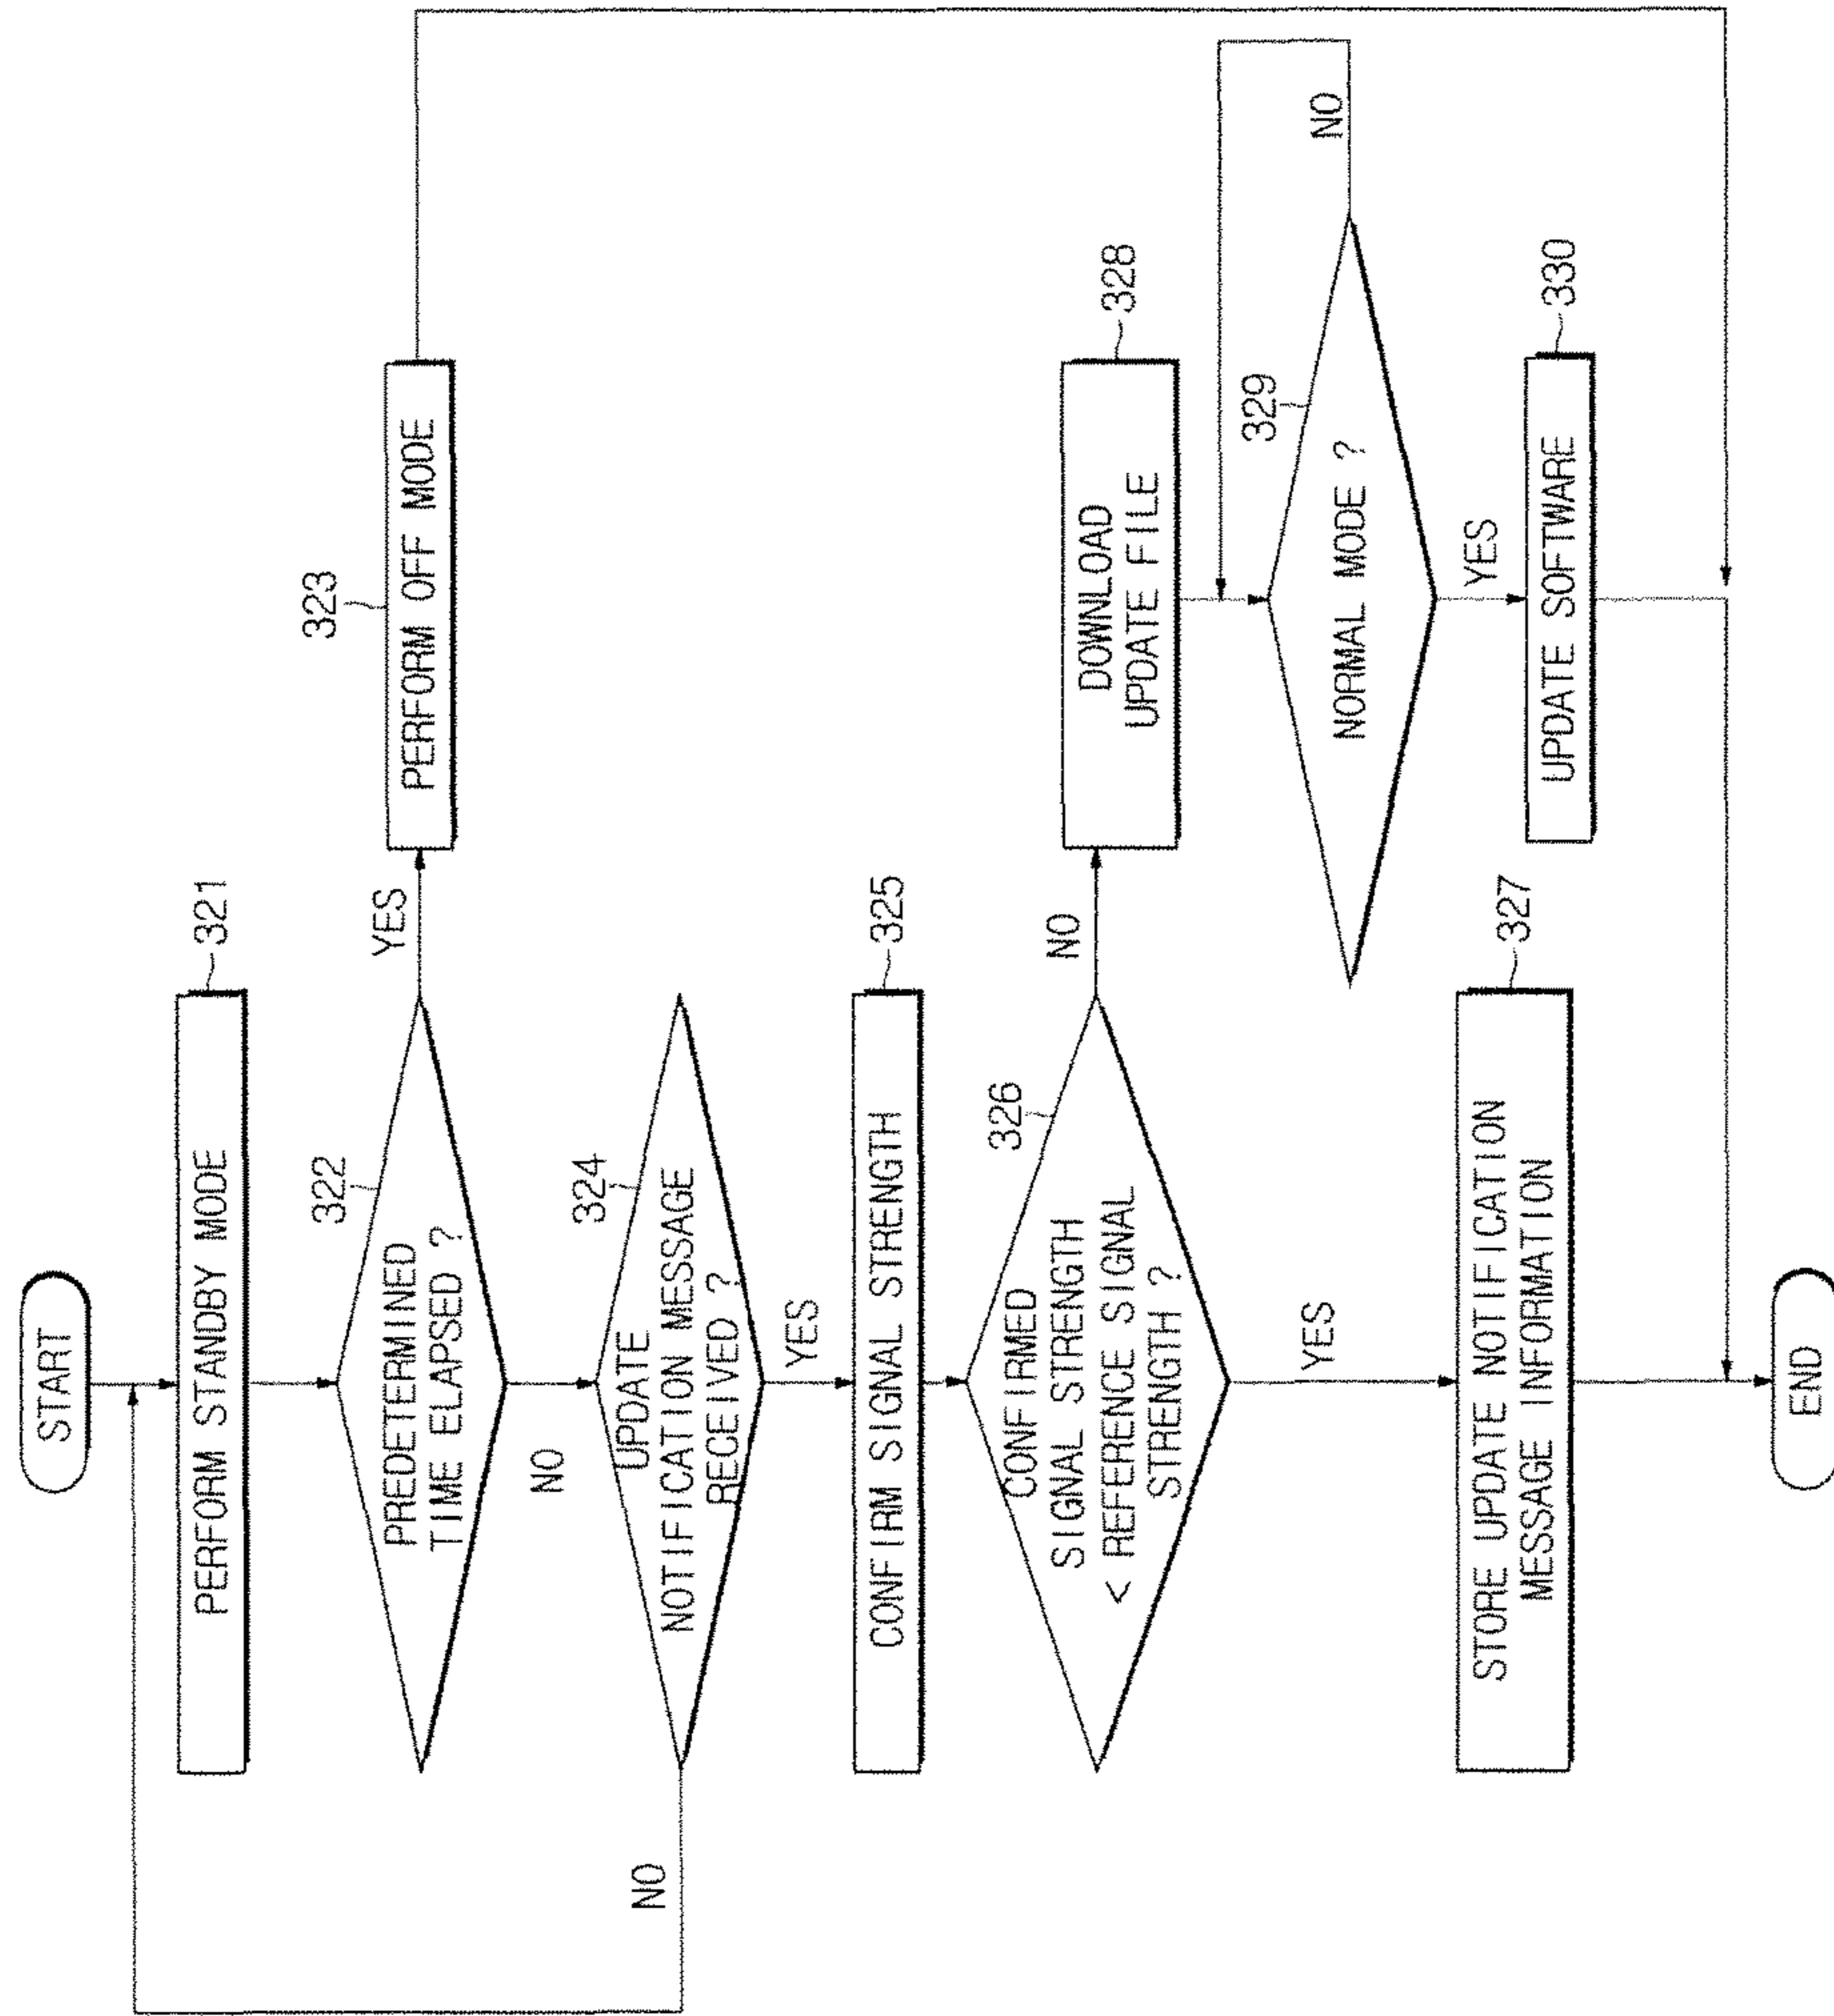 START
PERFORM STANDBY MODE
321
322
PREDETERMINED
TIME ELAPSED ?
YES
323
PERFORM OFF MODE
NO
324
UPDATE
NOTIFICATION MESSAGE
RECEIVED ?
NO
YES
CONFIRM SIGNAL STRENGTH
325
326
CONFIRMED
SIGNAL STRENGTH
< REFERENCE SIGNAL
STRENGTH ?
NO
DOWNLOAD
UPDATE FILE
328
329
NORMAL MODE ?
NO
YES
UPDATE SOFTWARE
330
YES
STORE UPDATE NOTIFICATION
MESSAGE INFORMATION
327
END